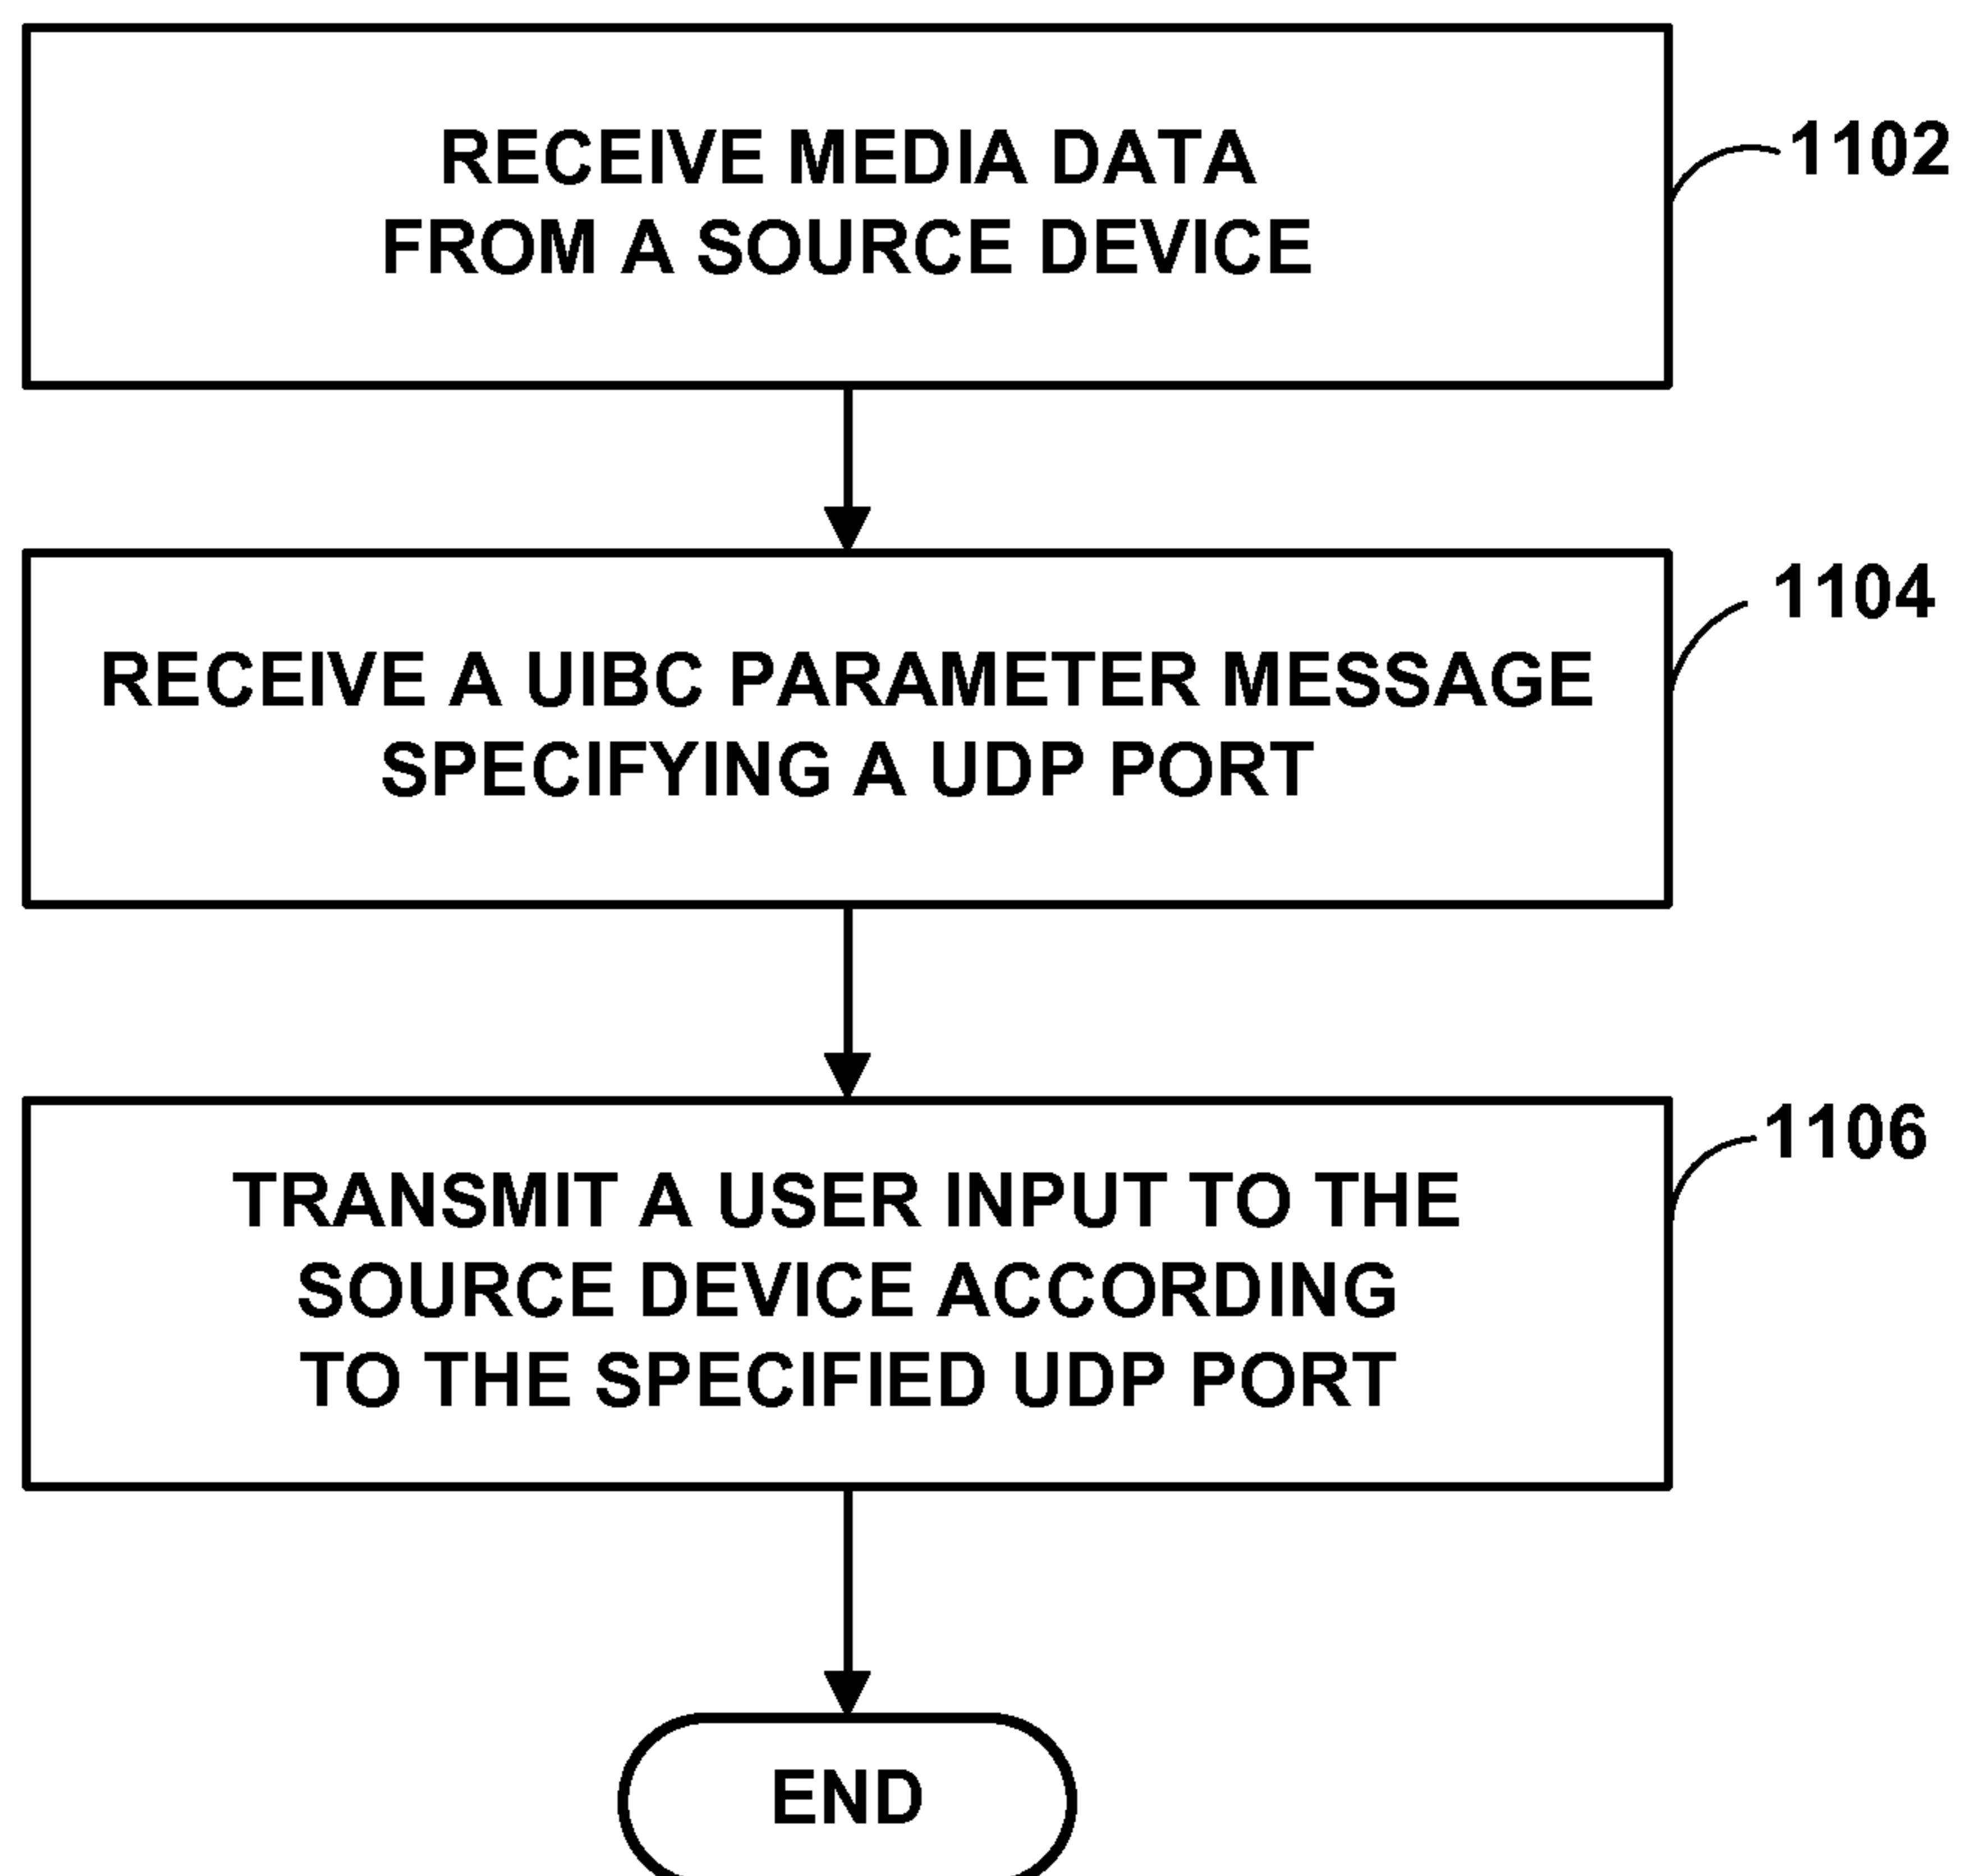 RECEIVE MEDIA DATA
FROM A SOURCE DEVICE
1102
RECEIVE A UIBC PARAMETER MESSAGE
SPECIFYING A UDP PORT
1104
TRANSMIT A USER INPUT TO THE
SOURCE DEVICE ACCORDING
TO THE SPECIFIED UDP PORT
1106
END